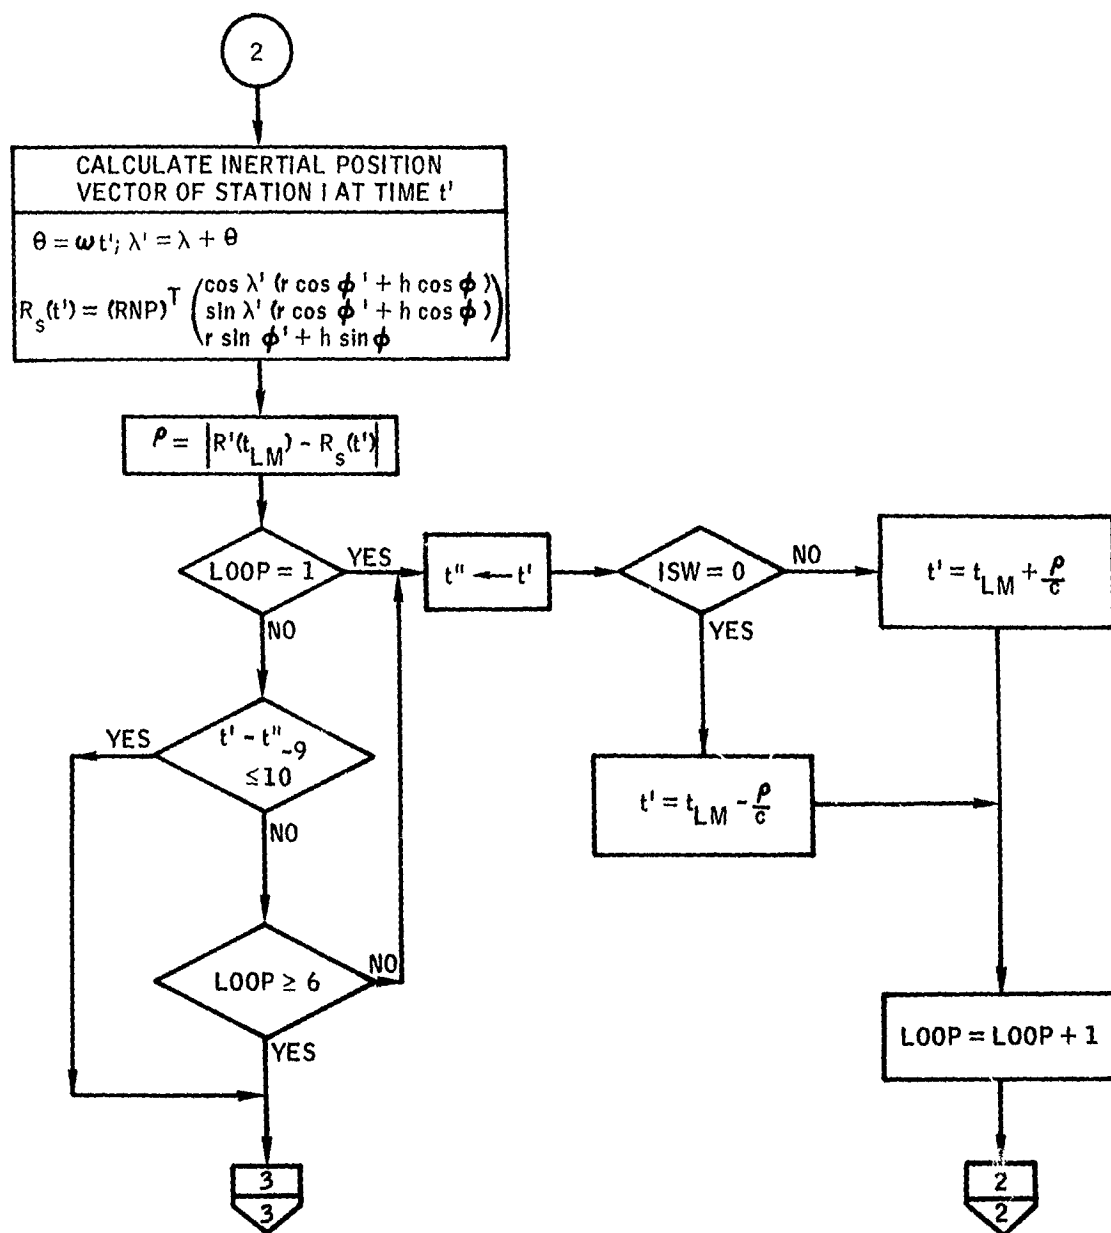 2
CALCULATE INERTIAL POSITION
VECTOR OF STATION I AT TIME t'
θ = ωt'; λ' = λ + θ
R_s(t') = (RNP)^T (cos λ' (r cos ϕ' + h cos ϕ)
sin λ' (r cos ϕ' + h cos ϕ)
r sin ϕ' + h sin ϕ)
ρ = |R'(t_LM) - R_s(t')|
LOOP = 1
YES
NO
t" ← t'
ISW = 0
NO
YES
t' = t_LM + ρ/c
t' = t_LM - ρ/c
t' - t"
≤10^-9
YES
NO
LOOP ≥ 6
NO
YES
LOOP = LOOP + 1
3
3
2
2